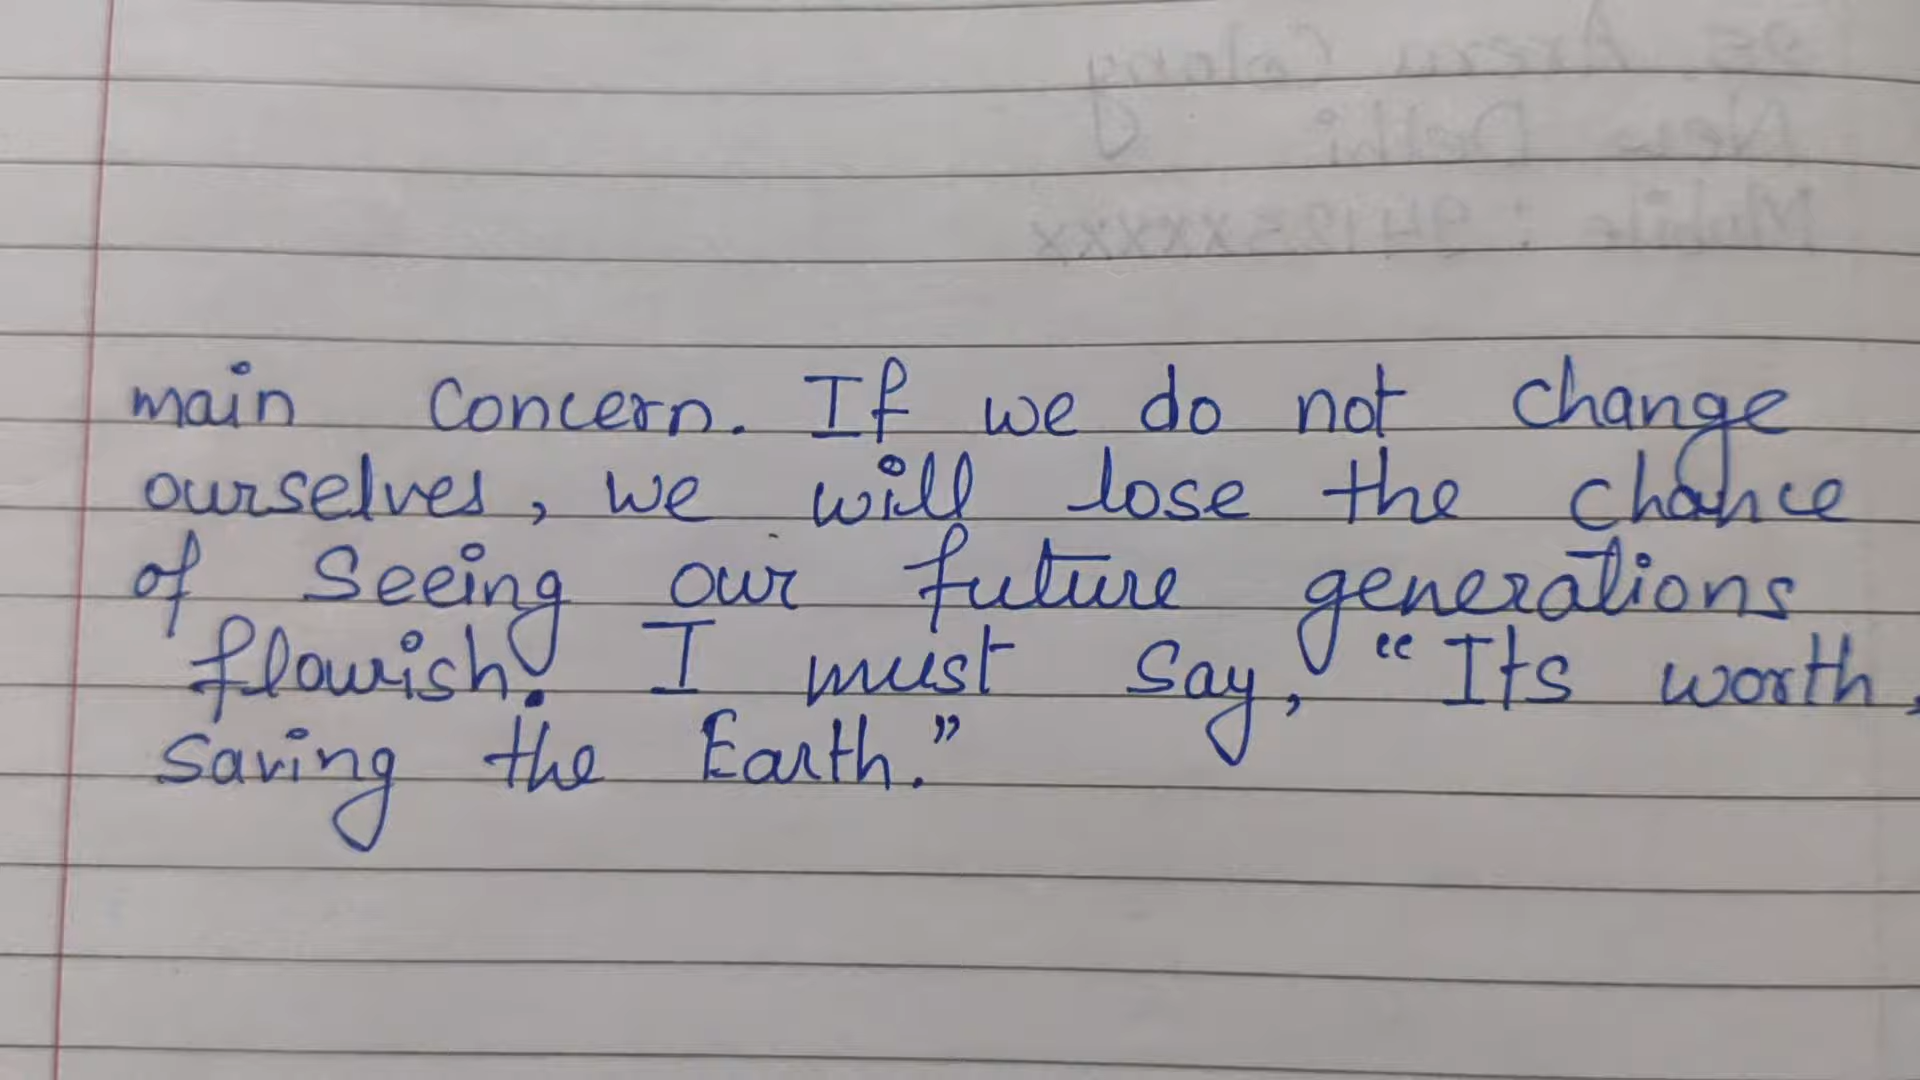 main concern. If we do not change
ourselves, we will lose the chance
of seeing our future generations
flourish. I must say, “Its worth,
saving the Earth.”